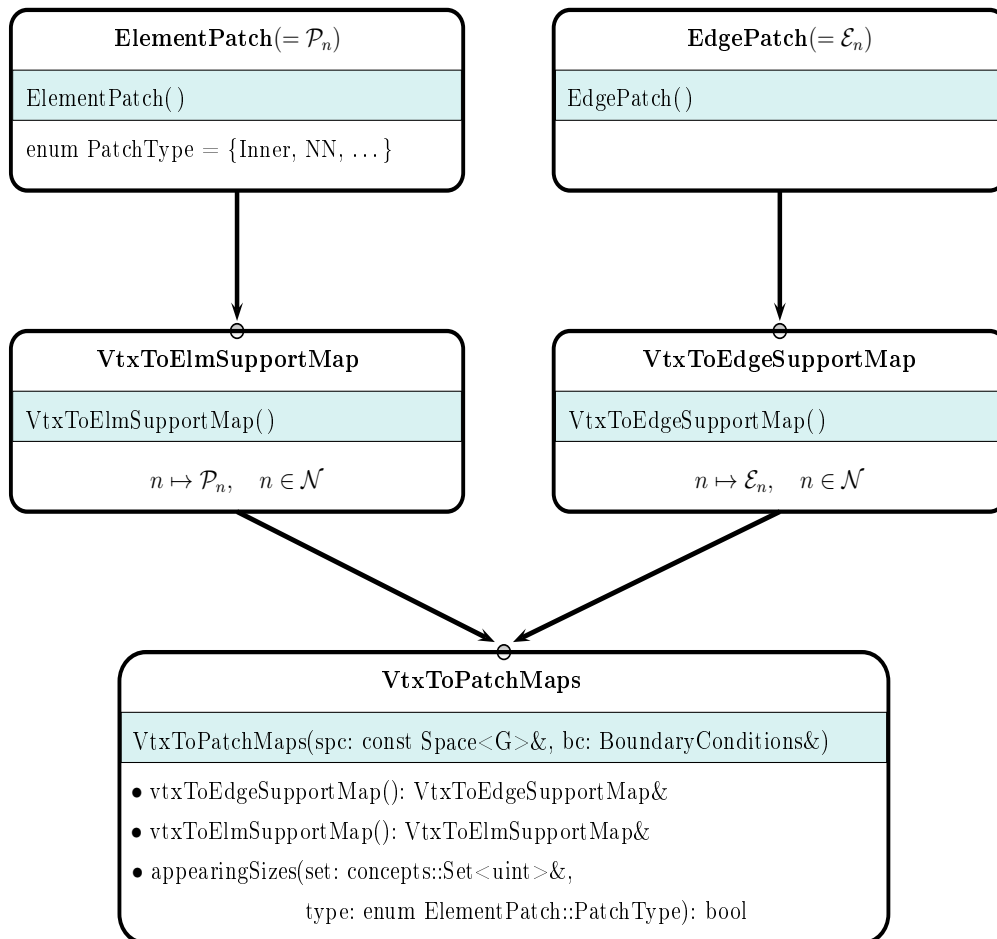 ElementPatch(= 𝒫ₙ)
ElementPatch()
enum PatchType = {Inner, NN, ...}
EdgePatch(= ℰₙ)
EdgePatch()
VtxToElmSupportMap
VtxToElmSupportMap()
n ↦ 𝒫ₙ, n ∈ 𝒩
VtxToEdgeSupportMap
VtxToEdgeSupportMap()
n ↦ ℰₙ, n ∈ 𝒩
VtxToPatchMaps
VtxToPatchMaps(spc: const Space<G>&, bc: BoundaryConditions&)
• vtxToEdgeSupportMap(): VtxToEdgeSupportMap&
• vtxToElmSupportMap(): VtxToElmSupportMap&
• appearingSizes(set: concepts::Set<uint>&,
type: enum ElementPatch::PatchType): bool